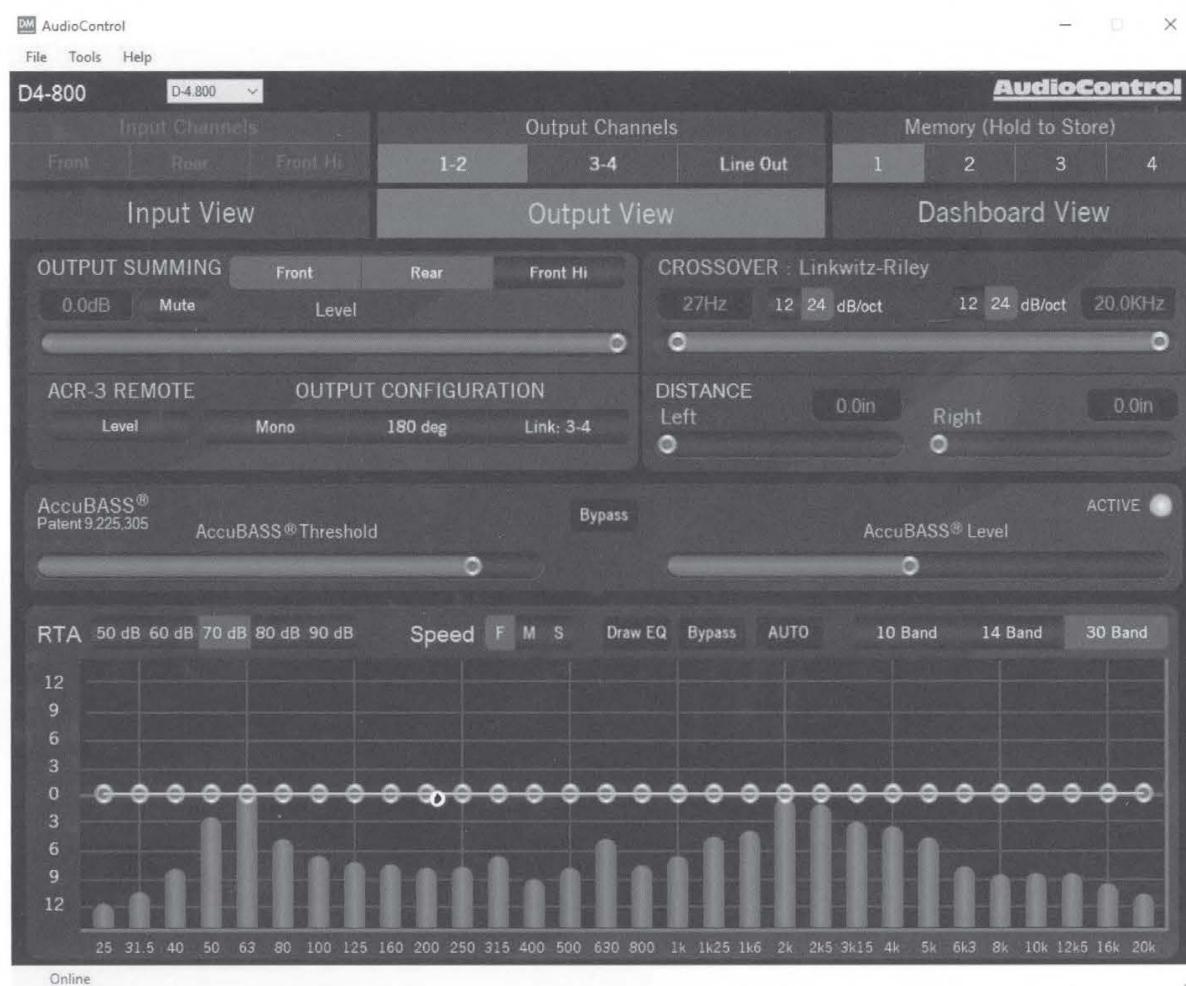 DM AudioControl
File Tools Help
D4-800 D-4.800 AudioControl
Input Channels Output Channels Memory (Hold to Store)
Front Rear Front Hi 1-2 3-4 Line Out 1 2 3 4
Input View Output View Dashboard View
OUTPUT SUMMING Front Rear Front Hi CROSSOVER : Linkwitz-Riley
0.0dB Mute Level 27Hz 12 24 dB/oct 12 24 dB/oct 20.0KHz
ACR-3 REMOTE OUTPUT CONFIGURATION DISTANCE
Level Mono 180 deg Link: 3-4 Left 0.0in Right 0.0in
AccuBASS®
Patent 9,225,305 AccuBASS® Threshold Bypass AccuBASS® Level ACTIVE
RTA 50 dB 60 dB 70 dB 80 dB 90 dB Speed F M S Draw EQ Bypass AUTO 10 Band 14 Band 30 Band
12
9
6
3
0
3
6
9
12
25 31.5 40 50 63 80 100 125 160 200 250 315 400 500 630 800 1k 1k25 1k6 2k 2k5 3k15 4k 5k 6k3 8k 10k 12k5 16k 20k
Online